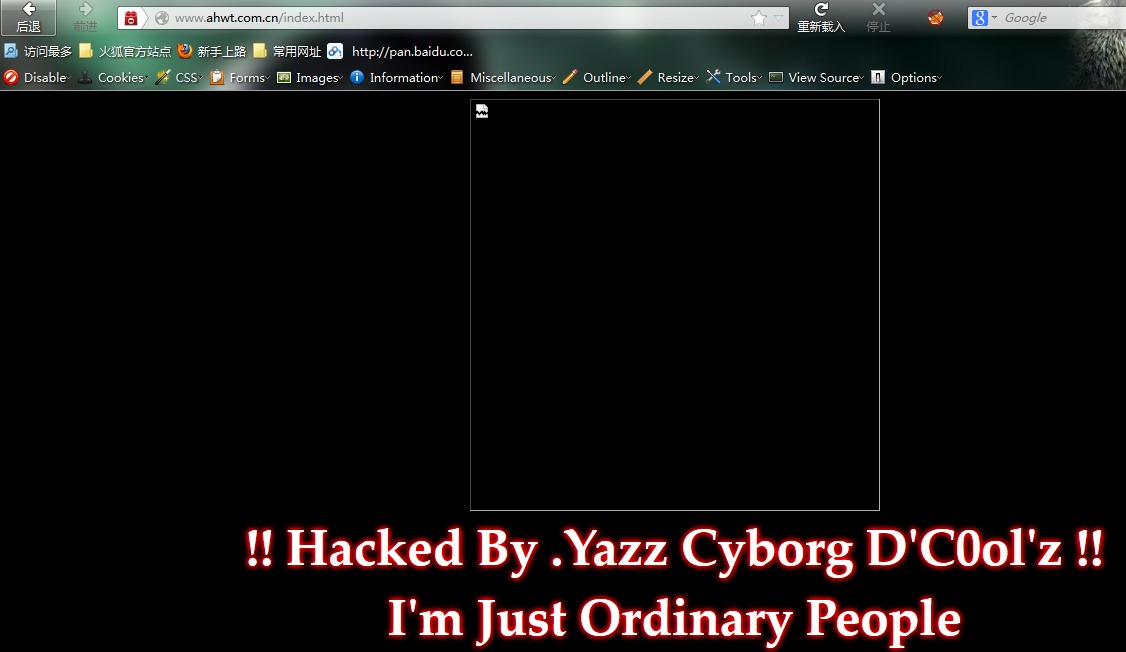 www.ahwt.com.cn/index.html
Google
后退
前进
重新载入
停止
访问最多 火狐官方站点 新手上路 常用网址 http://pan.baidu.co...
Disable Cookies CSS Forms Images Information Miscellaneous Outline Resize Tools View Source Options
!! Hacked By .Yazz Cyborg D'C0ol'z !!
I'm Just Ordinary People